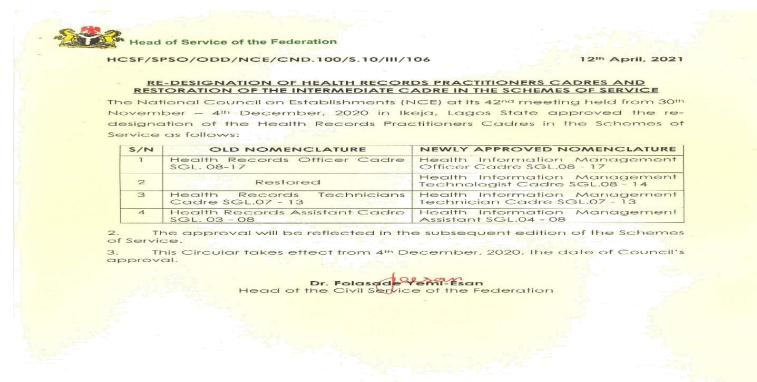 Head of Service of the Federation
HCSF/SPSO/ODD/NCE/CND.100/S.10/III/106 12th April, 2021
RE-DESIGNATION OF HEALTH RECORDS PRACTITIONERS CADRES AND
RESTORATION OF THE INTERMEDIATE CADRE IN THE SCHEMES OF SERVICE
The National Council on Establishments (NCE) at its 42nd meeting held from 30th
November – 4th December, 2020 in Ikeja, Lagos State approved the re-
designation of the Health Records Practitioners Cadres in the Schemes of
Service as follows:
S/N OLD NOMENCLATURE NEWLY APPROVED NOMENCLATURE
1 Health Records Officer Cadre Health Information Management
SGL. 08-17 Officer Cadre SGL.08 - 17
2 Restored Health Information Management
Technologist Cadre SGL.08 - 14
3 Health Records Technicians Health Information Management
Cadre SGL.07 - 13 Technician Cadre SGL.07 - 13
4 Health Records Assistant Cadre Health Information Management
SGL. 03 - 08 Assistant SGL.04 - 08
2. The approval will be reflected in the subsequent edition of the Schemes
of Service.
3. This Circular takes effect from 4th December, 2020, the date of Council's
approval.
Dr. Folasade Yemi-Esan
Head of the Civil Service of the Federation